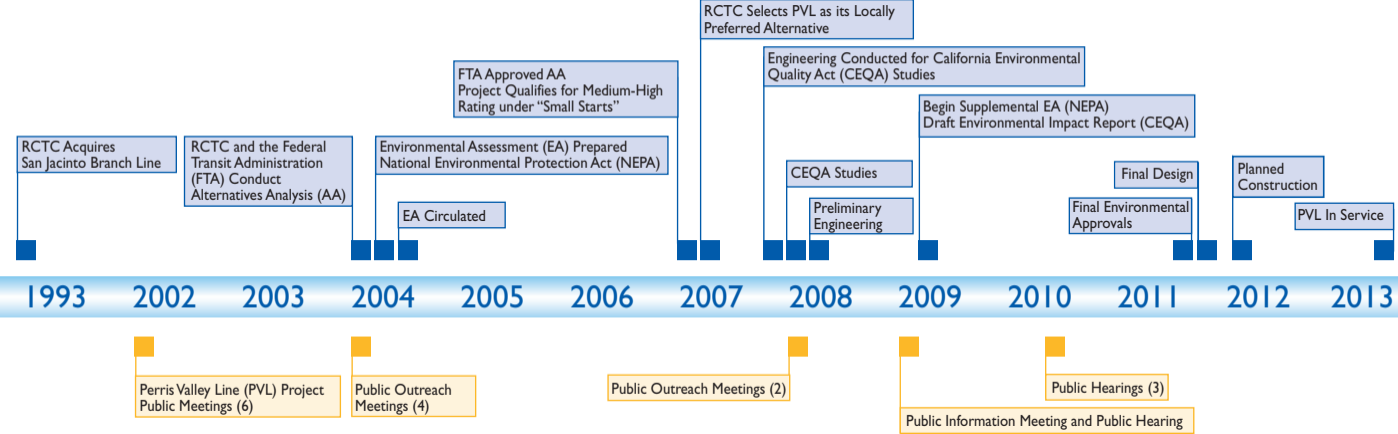 RCTC Selects PVL as its Locally
Preferred Alternative
Engineering Conducted for California Environmental
Quality Act (CEQA) Studies
FTA Approved AA
Project Qualifies for Medium-High
Rating under “Small Starts”
Begin Supplemental EA (NEPA)
Draft Environmental Impact Report (CEQA)
RCTC Acquires
San Jacinto Branch Line
RCTC and the Federal
Transit Administration
(FTA) Conduct
Alternatives Analysis (AA)
Environmental Assessment (EA) Prepared
National Environmental Protection Act (NEPA)
EA Circulated
CEQA Studies
Preliminary
Engineering
Final Design
Final Environmental
Approvals
Planned
Construction
PVL In Service
1993 2002 2003 2004 2005 2006 2007 2008 2009 2010 2011 2012 2013
Perris Valley Line (PVL) Project
Public Meetings (6)
Public Outreach
Meetings (4)
Public Outreach Meetings (2)
Public Hearings (3)
Public Information Meeting and Public Hearing